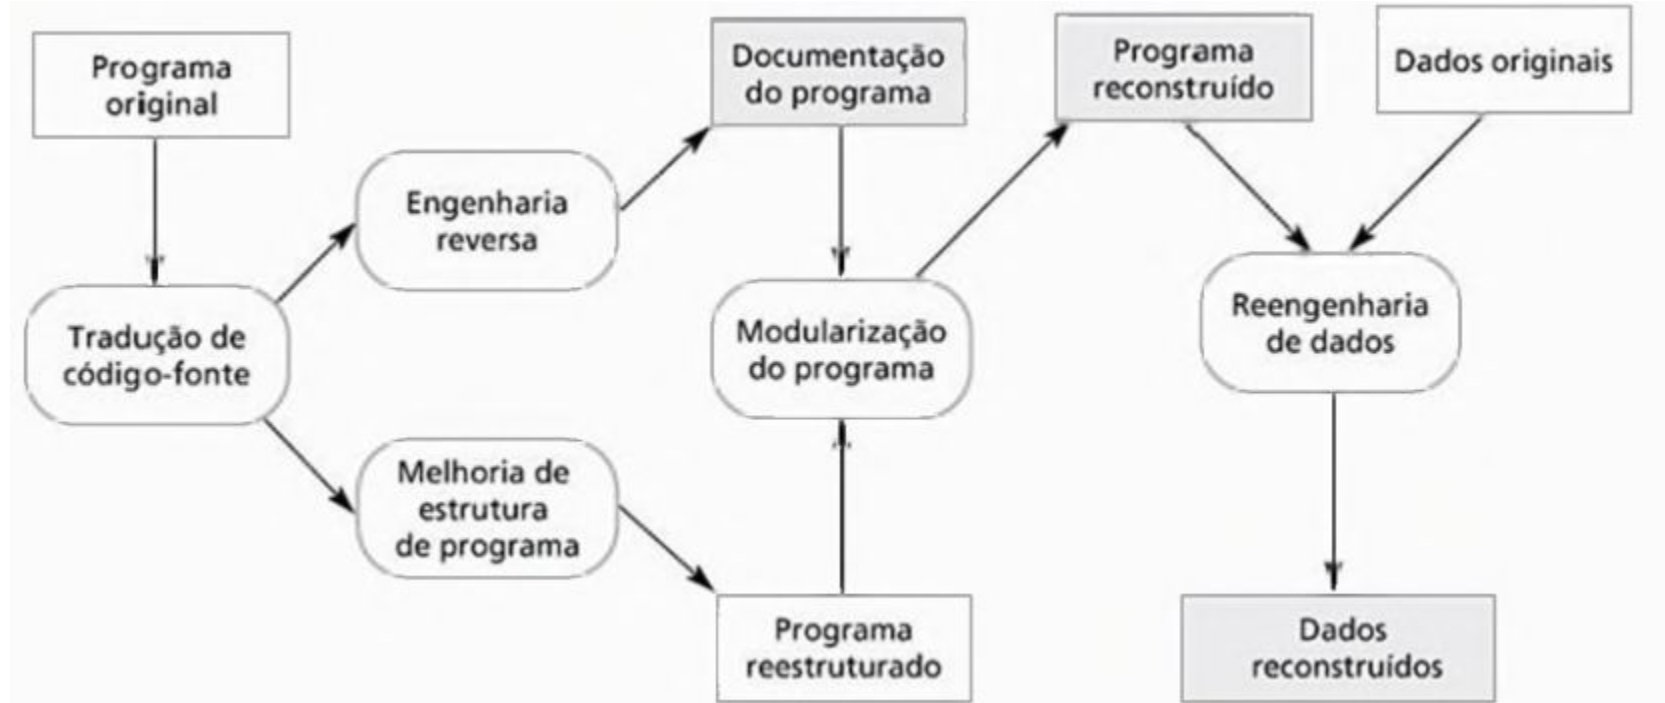 Programa
original
Documentação
do programa
Programa
reconstruído
Dados originais
Engenharia
reversa
Tradução de
código-fonte
Modularização
do programa
Reengenharia
de dados
Melhoria de
estrutura
de programa
Programa
reestruturado
Dados
reconstruídos